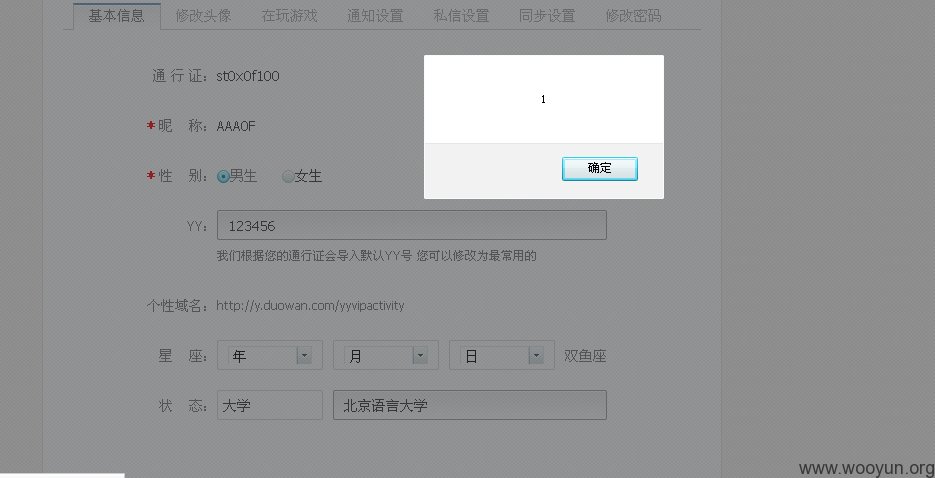 基本信息 修改头像 在玩游戏 通知设置 私信设置 同步设置 修改密码
通 行 证: st0x0f100
1
* 昵 称: AAA0F
确定
* 性 别: 男生 女生
YY: 123456
我们根据您的通行证会导入默认YY号 您可以修改为最常用的
个性域名: http://y.duowan.com/yyvipactivity
星 座: 年 月 日 双鱼座
状 态: 大学 北京语言大学
www.wooyun.org